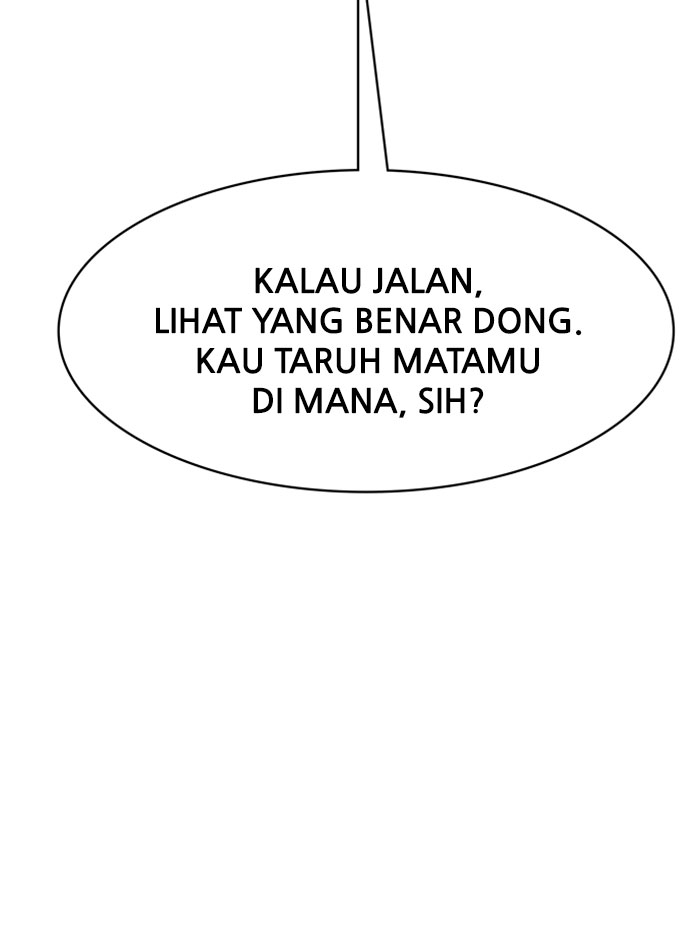 KALAU JALAN,
LIHAT YANG BENAR DONG.
KAU TARUH MATAMU
DI MANA, SIH?